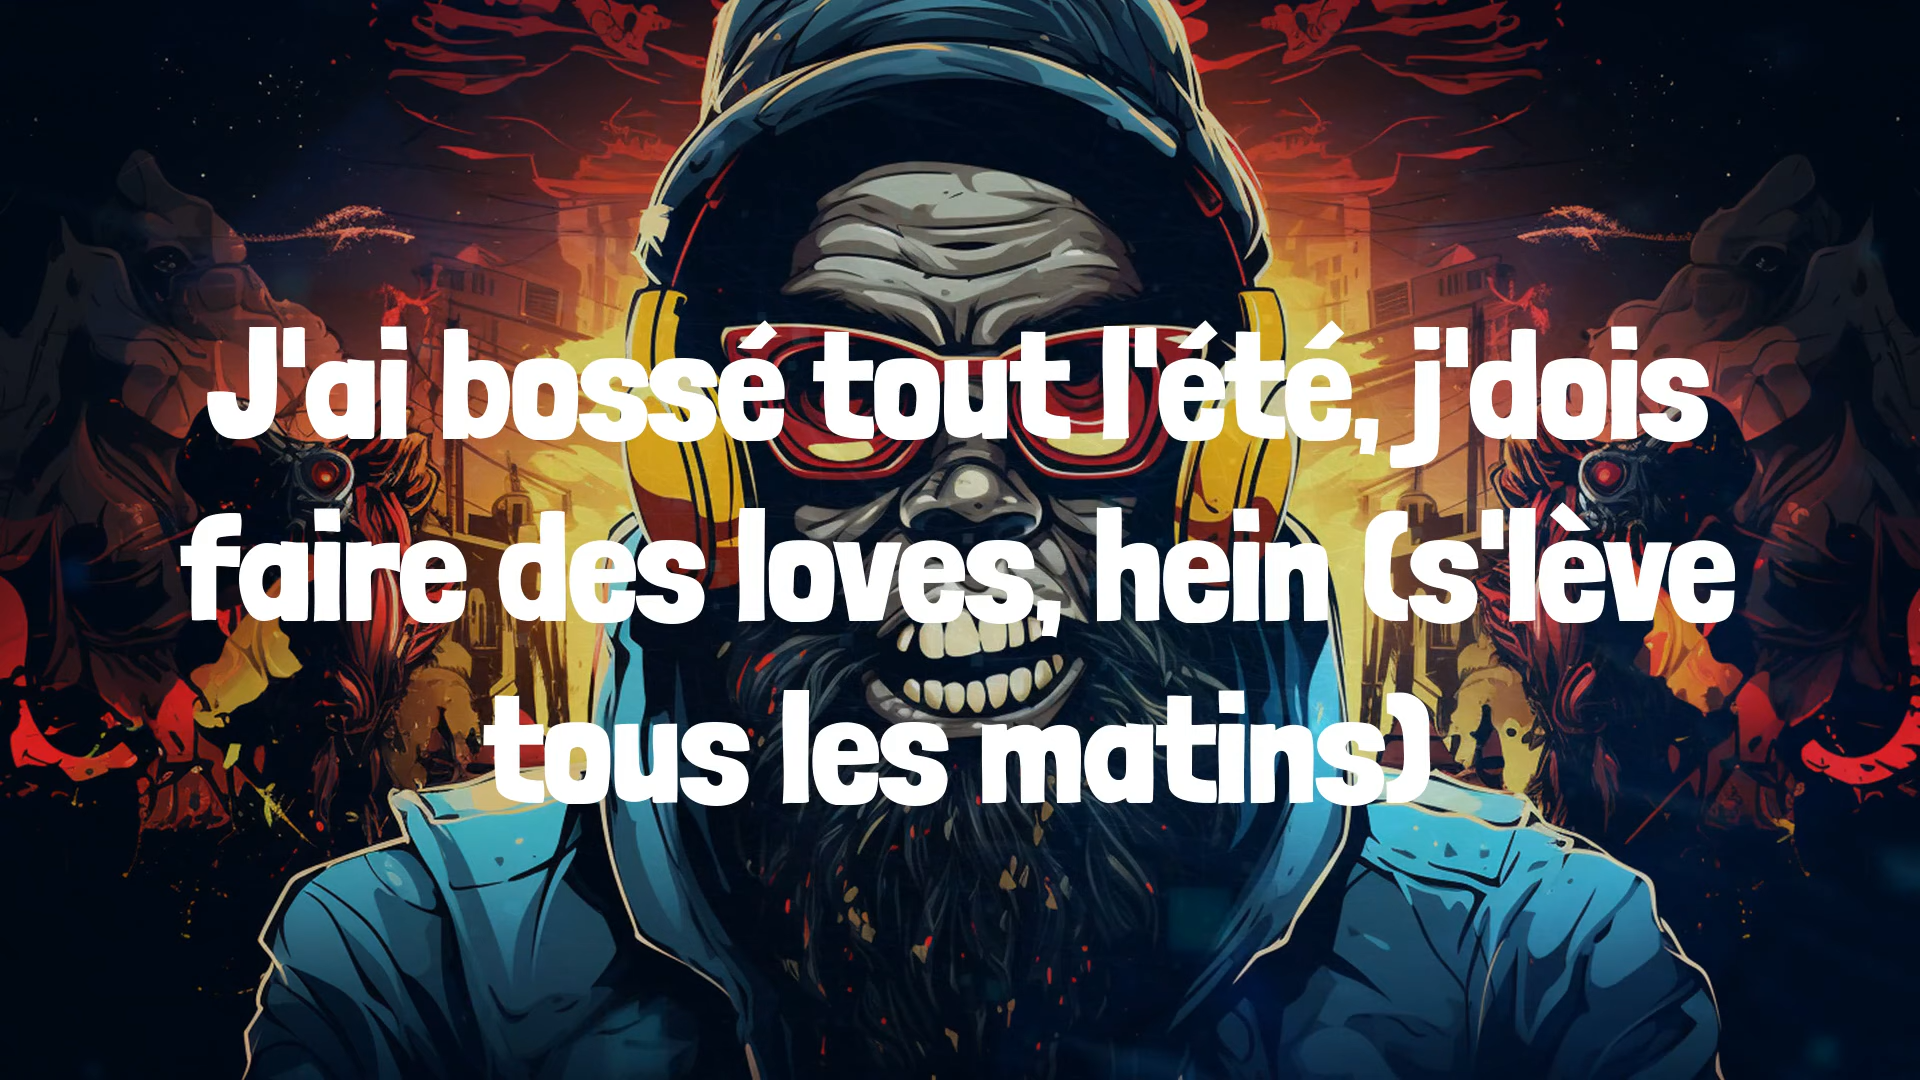 J'ai bossé tout l'été, j'dois
faire des loves, hein (s'lève
tous les matins)